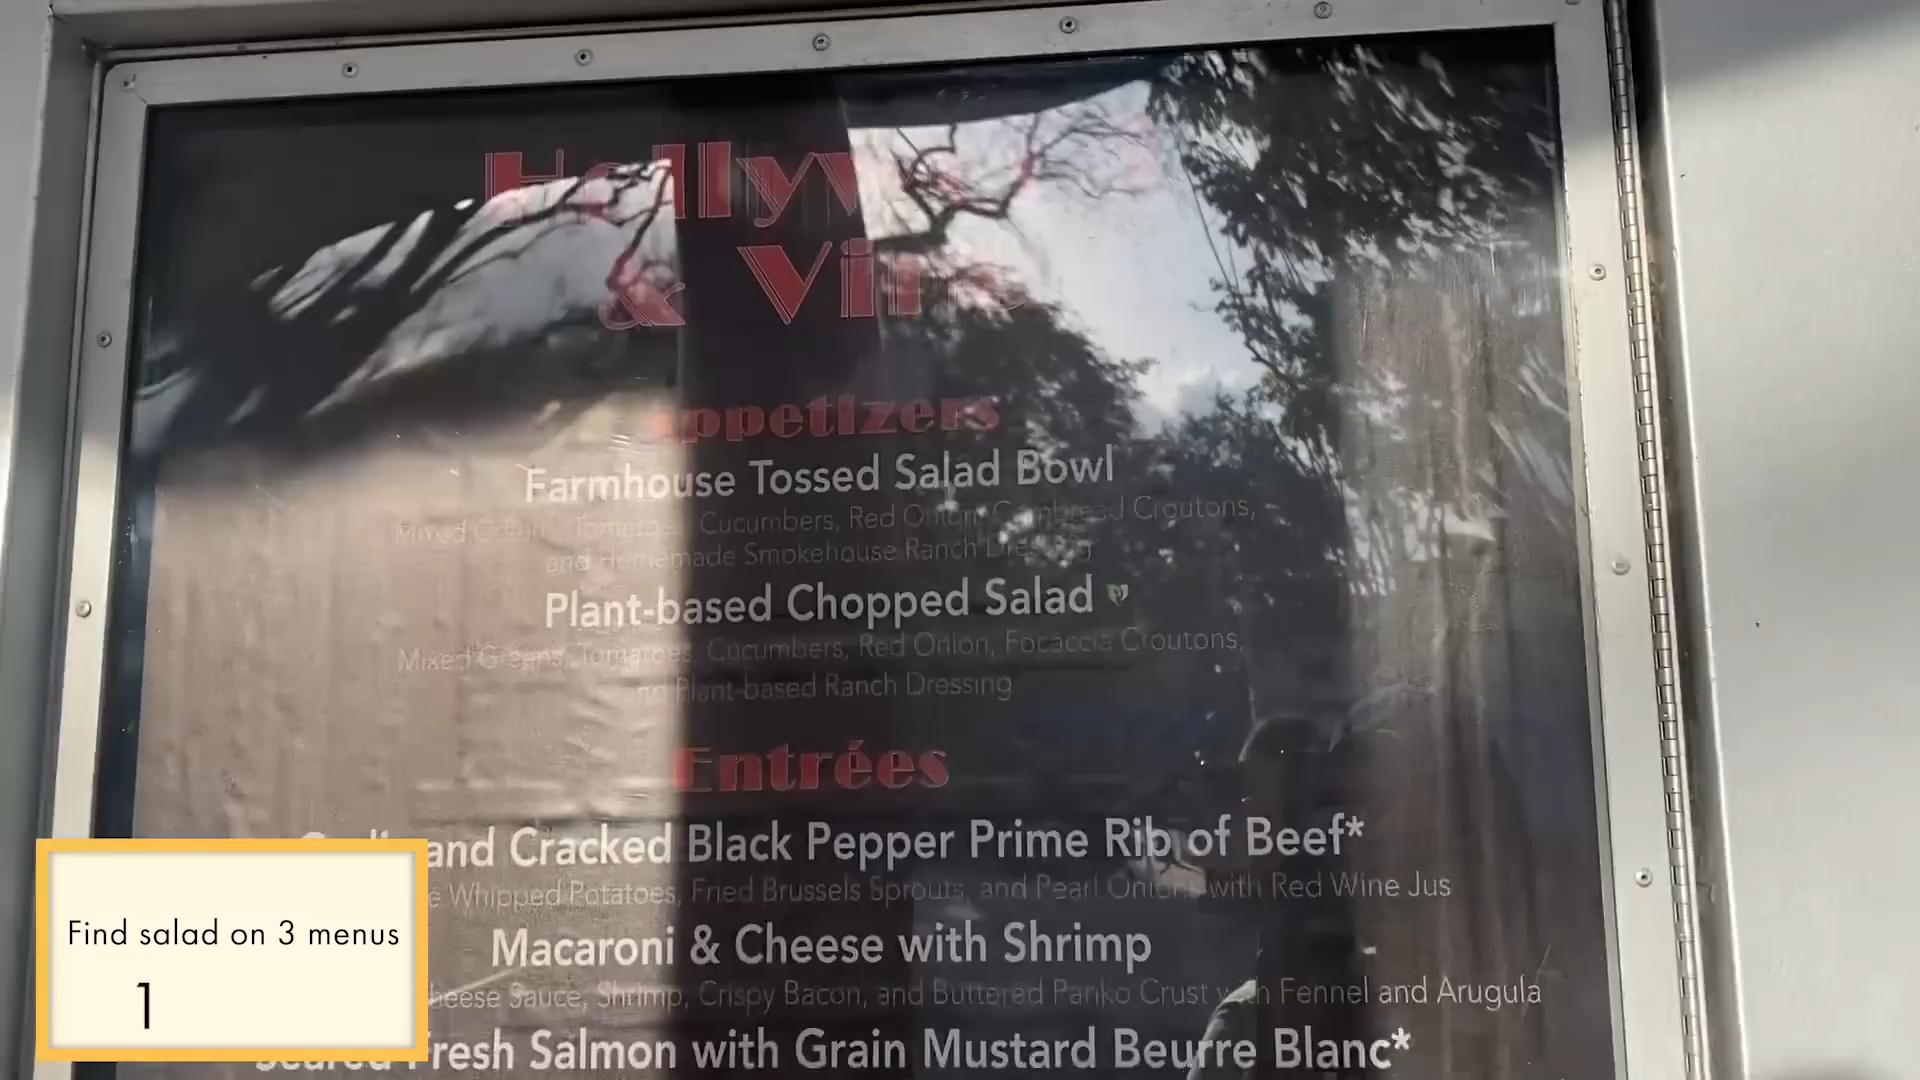 Hollyw
& Vine
Appetizers
Farmhouse Tossed Salad Bowl
Mixed Greens, Tomatoes, Cucumbers, Red Onion, Cornbread Croutons,
and Homemade Smokehouse Ranch Dressing
Plant-based Chopped Salad
Mixed Greens, Tomatoes, Cucumbers, Red Onion, Focaccia Croutons,
and Plant-based Ranch Dressing
Entrées
and Cracked Black Pepper Prime Rib of Beef*
Whipped Potatoes, Fried Brussels Sprouts, and Pearl Onions with Red Wine Jus
Macaroni & Cheese with Shrimp
Cheese Sauce, Shrimp, Crispy Bacon, and Buttered Panko Crust with Fennel and Arugula
Seared Fresh Salmon with Grain Mustard Beurre Blanc*
Find salad on 3 menus
1